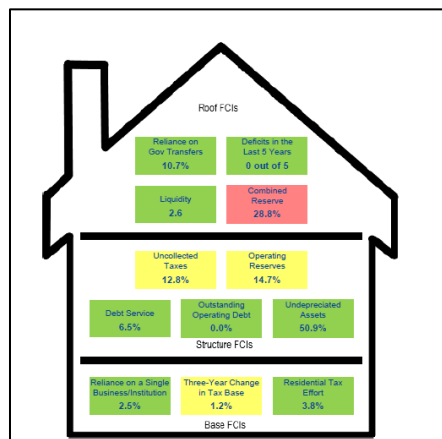 Roof FCIs
Reliance on
Gov Transfers
10.7%
Deficits in the
Last 5 Years
0 out of 5
Liquidity
2.6
Combined
Reserve
28.8%
Uncollected
Taxes
12.8%
Operating
Reserves
14.7%
Debt Service
6.5%
Outstanding
Operating Debt
0.0%
Undepreciated
Assets
50.9%
Structure FCIs
Reliance on a Single
Business/Institution
2.5%
Three-Year Change
in Tax Base
1.2%
Residential Tax
Effort
3.8%
Base FCIs